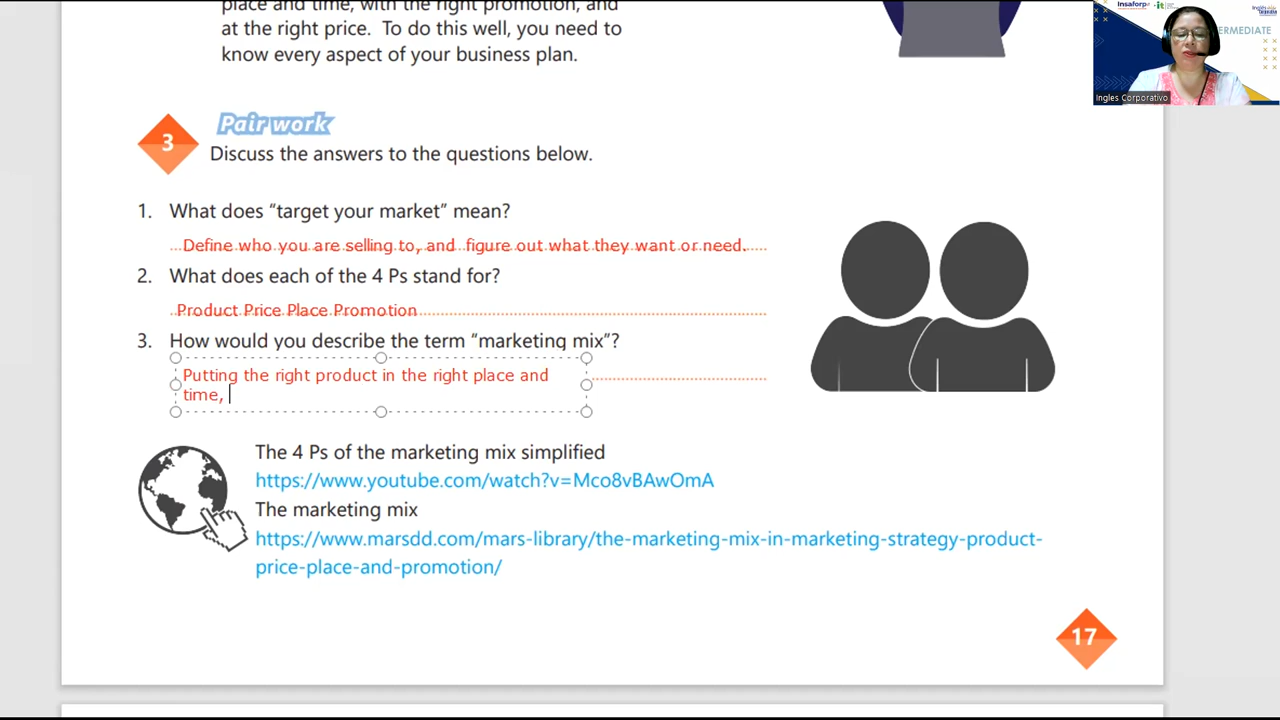 place and time, with the right promotion, and
at the right price. To do this well, you need to
know every aspect of your business plan.
Insaforp
it
ERMEDIATE
Ingles Corporativo
3
Pair work
Discuss the answers to the questions below.
1. What does “target your market” mean?
Define who you are selling to, and figure out what they want or need.
2. What does each of the 4 Ps stand for?
Product Price Place Promotion
3. How would you describe the term “marketing mix”?
Putting the right product in the right place and
time,
The 4 Ps of the marketing mix simplified
https://www.youtube.com/watch?v=Mco8vBAwOmA
The marketing mix
https://www.marsdd.com/mars-library/the-marketing-mix-in-marketing-strategy-product-
price-place-and-promotion/
17